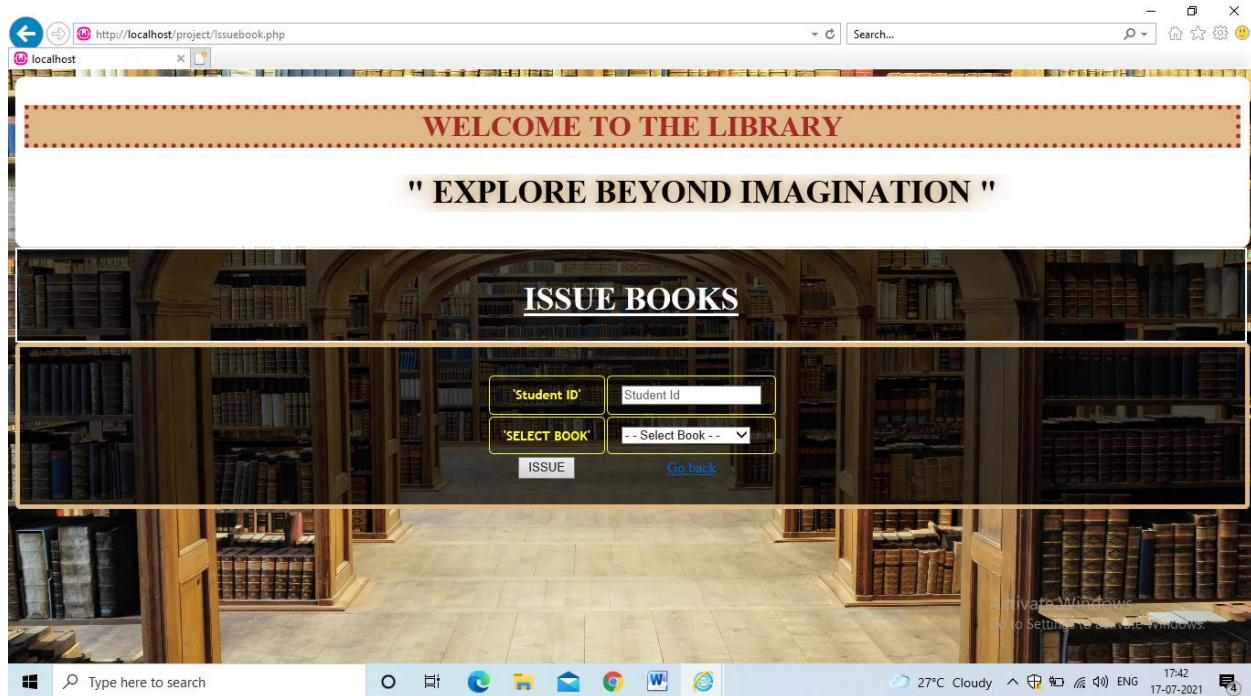 http://localhost/project/Issuebook.php
Search...
localhost
WELCOME TO THE LIBRARY
" EXPLORE BEYOND IMAGINATION "
ISSUE BOOKS
'Student ID'
Student Id
'SELECT BOOK'
- - Select Book - -
ISSUE
Go back
Activate Windows
Go to Settings to activate Windows.
Type here to search
27°C Cloudy
ENG
17:42
17-07-2021
4